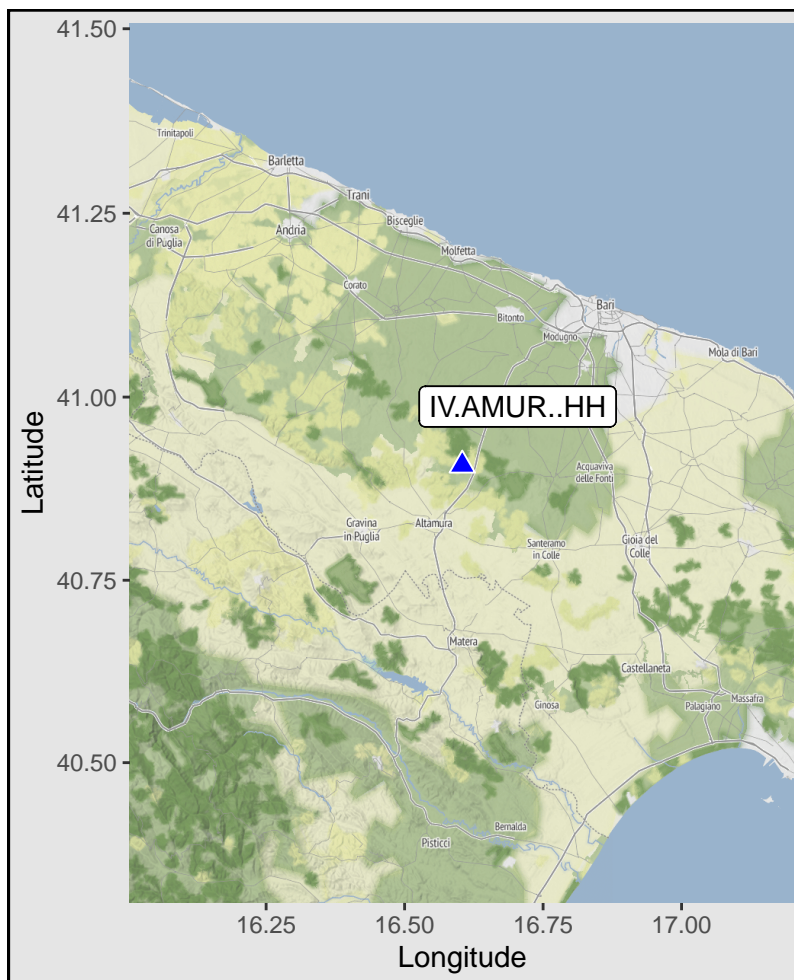 41.50
Trinitapoli
Barletta
Trani
41.25
Bisceglie
Canosa
di Puglia
Andria
Molfetta
Corato
Bari
Bitonto
Modugno
Mola di Bari
41.00
IV.AMUR..HH
Latitude
Acquaviva
delle Fonti
Gravina
in Puglia
Altamura
Santeramo
in Colle
Gioia del
Colle
40.75
Matera
Castellaneta
Ginosa
Palagiano
Massafra
40.50
Bernalda
Pisticci
16.25
16.50
16.75
17.00
Longitude